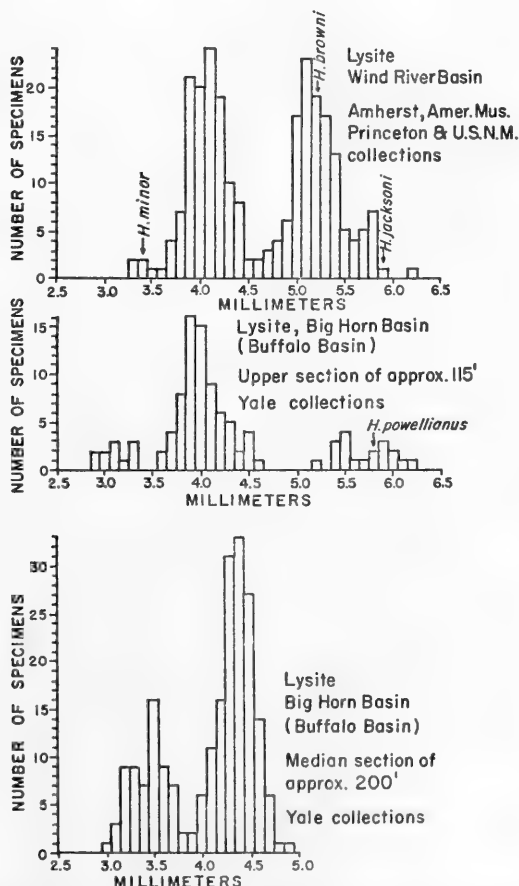 NUMBER OF SPECIMENS
20
15
10
5
0
H. minor
H. browni
H. jacksoni
Lysite
Wind River Basin
Amherst, Amer. Mus.
Princeton & U.S.N.M.
collections
2.5 3.0 3.5 4.0 4.5 5.0 5.5 6.0 6.5
MILLIMETERS
NUMBER OF SPECIMENS
15
10
5
0
Lysite, Big Horn Basin
(Buffalo Basin)
Upper section of approx. 115'
Yale collections
H. powellianus
2.5 3.0 3.5 4.0 4.5 5.0 5.5 6.0 6.5
MILLIMETERS
NUMBER OF SPECIMENS
30
25
20
15
10
5
0
Lysite
Big Horn Basin
(Buffalo Basin)
Median section of
approx. 200'
Yale collections
2.5 3.0 3.5 4.0 4.5 5.0
MILLIMETERS